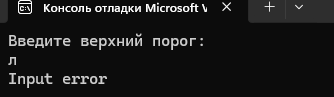 Консоль отладки Microsoft V
Введите верхний порог:
л
Input error